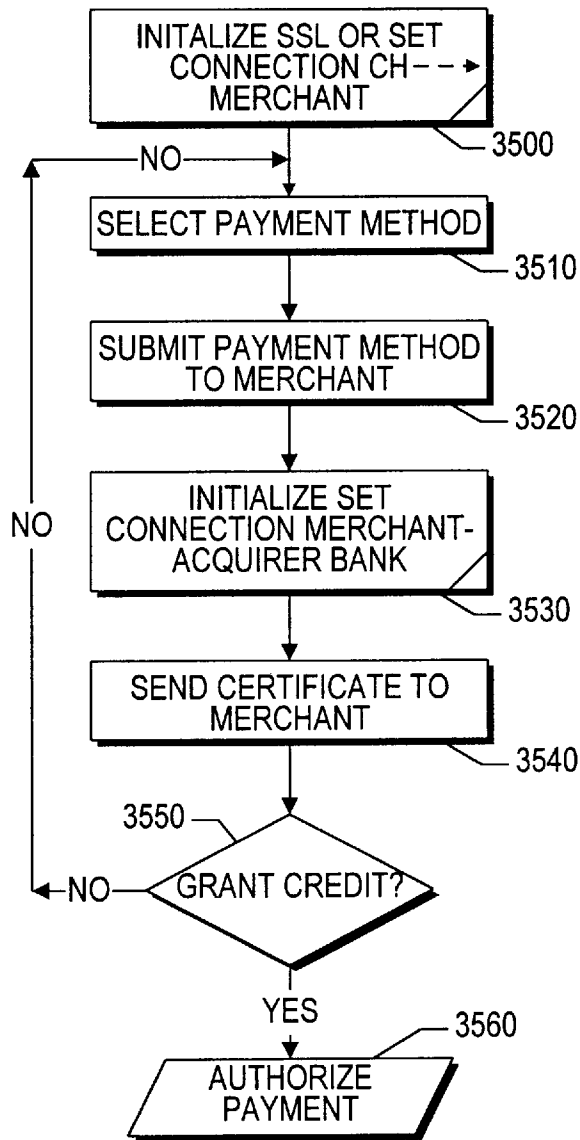 INITALIZE SSL OR SET
CONNECTION CH
MERCHANT
3500
NO
SELECT PAYMENT METHOD
3510
SUBMIT PAYMENT METHOD
TO MERCHANT
3520
NO
INITIALIZE SET
CONNECTION MERCHANT-
ACQUIRER BANK
3530
SEND CERTIFICATE TO
MERCHANT
3540
3550
NO
GRANT CREDIT?
YES
3560
AUTHORIZE
PAYMENT